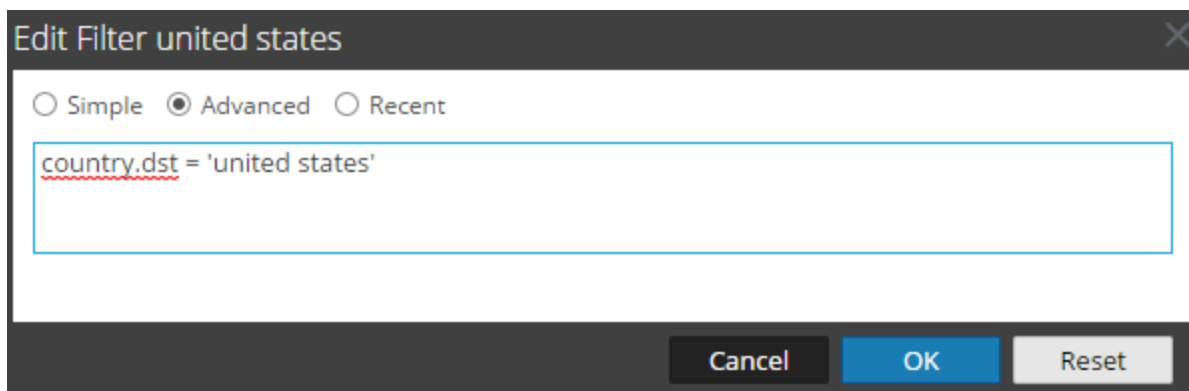 Edit Filter united states
Simple Advanced Recent
country.dst = 'united states'
Cancel OK Reset